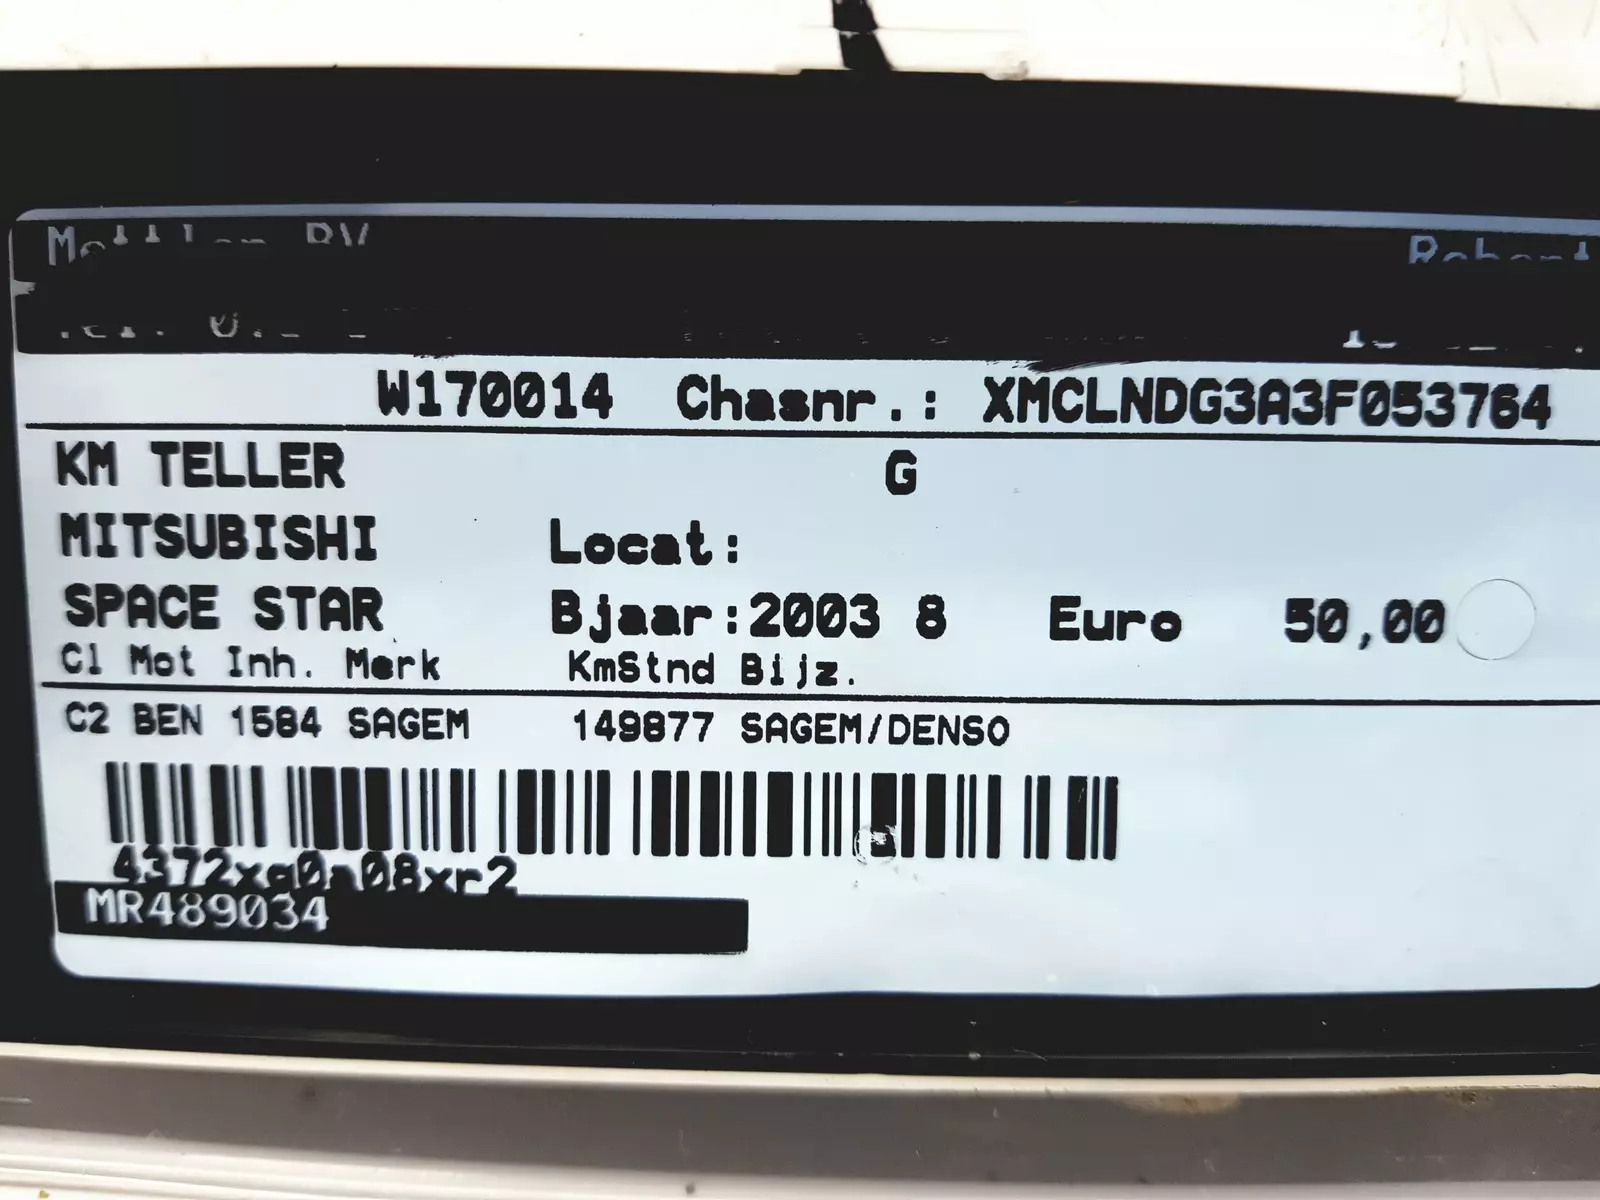 W170014 Chasnr.: XMCLNDG3A3F053764
KM TELLER G
MITSUBISHI Locat:
SPACE STAR Bjaar:2003 8 Euro 50,00
Cl Mot Inh. Merk KmStnd Bijz.
C2 BEN 1584 SAGEM 149877 SAGEM/DENSO
MR489034